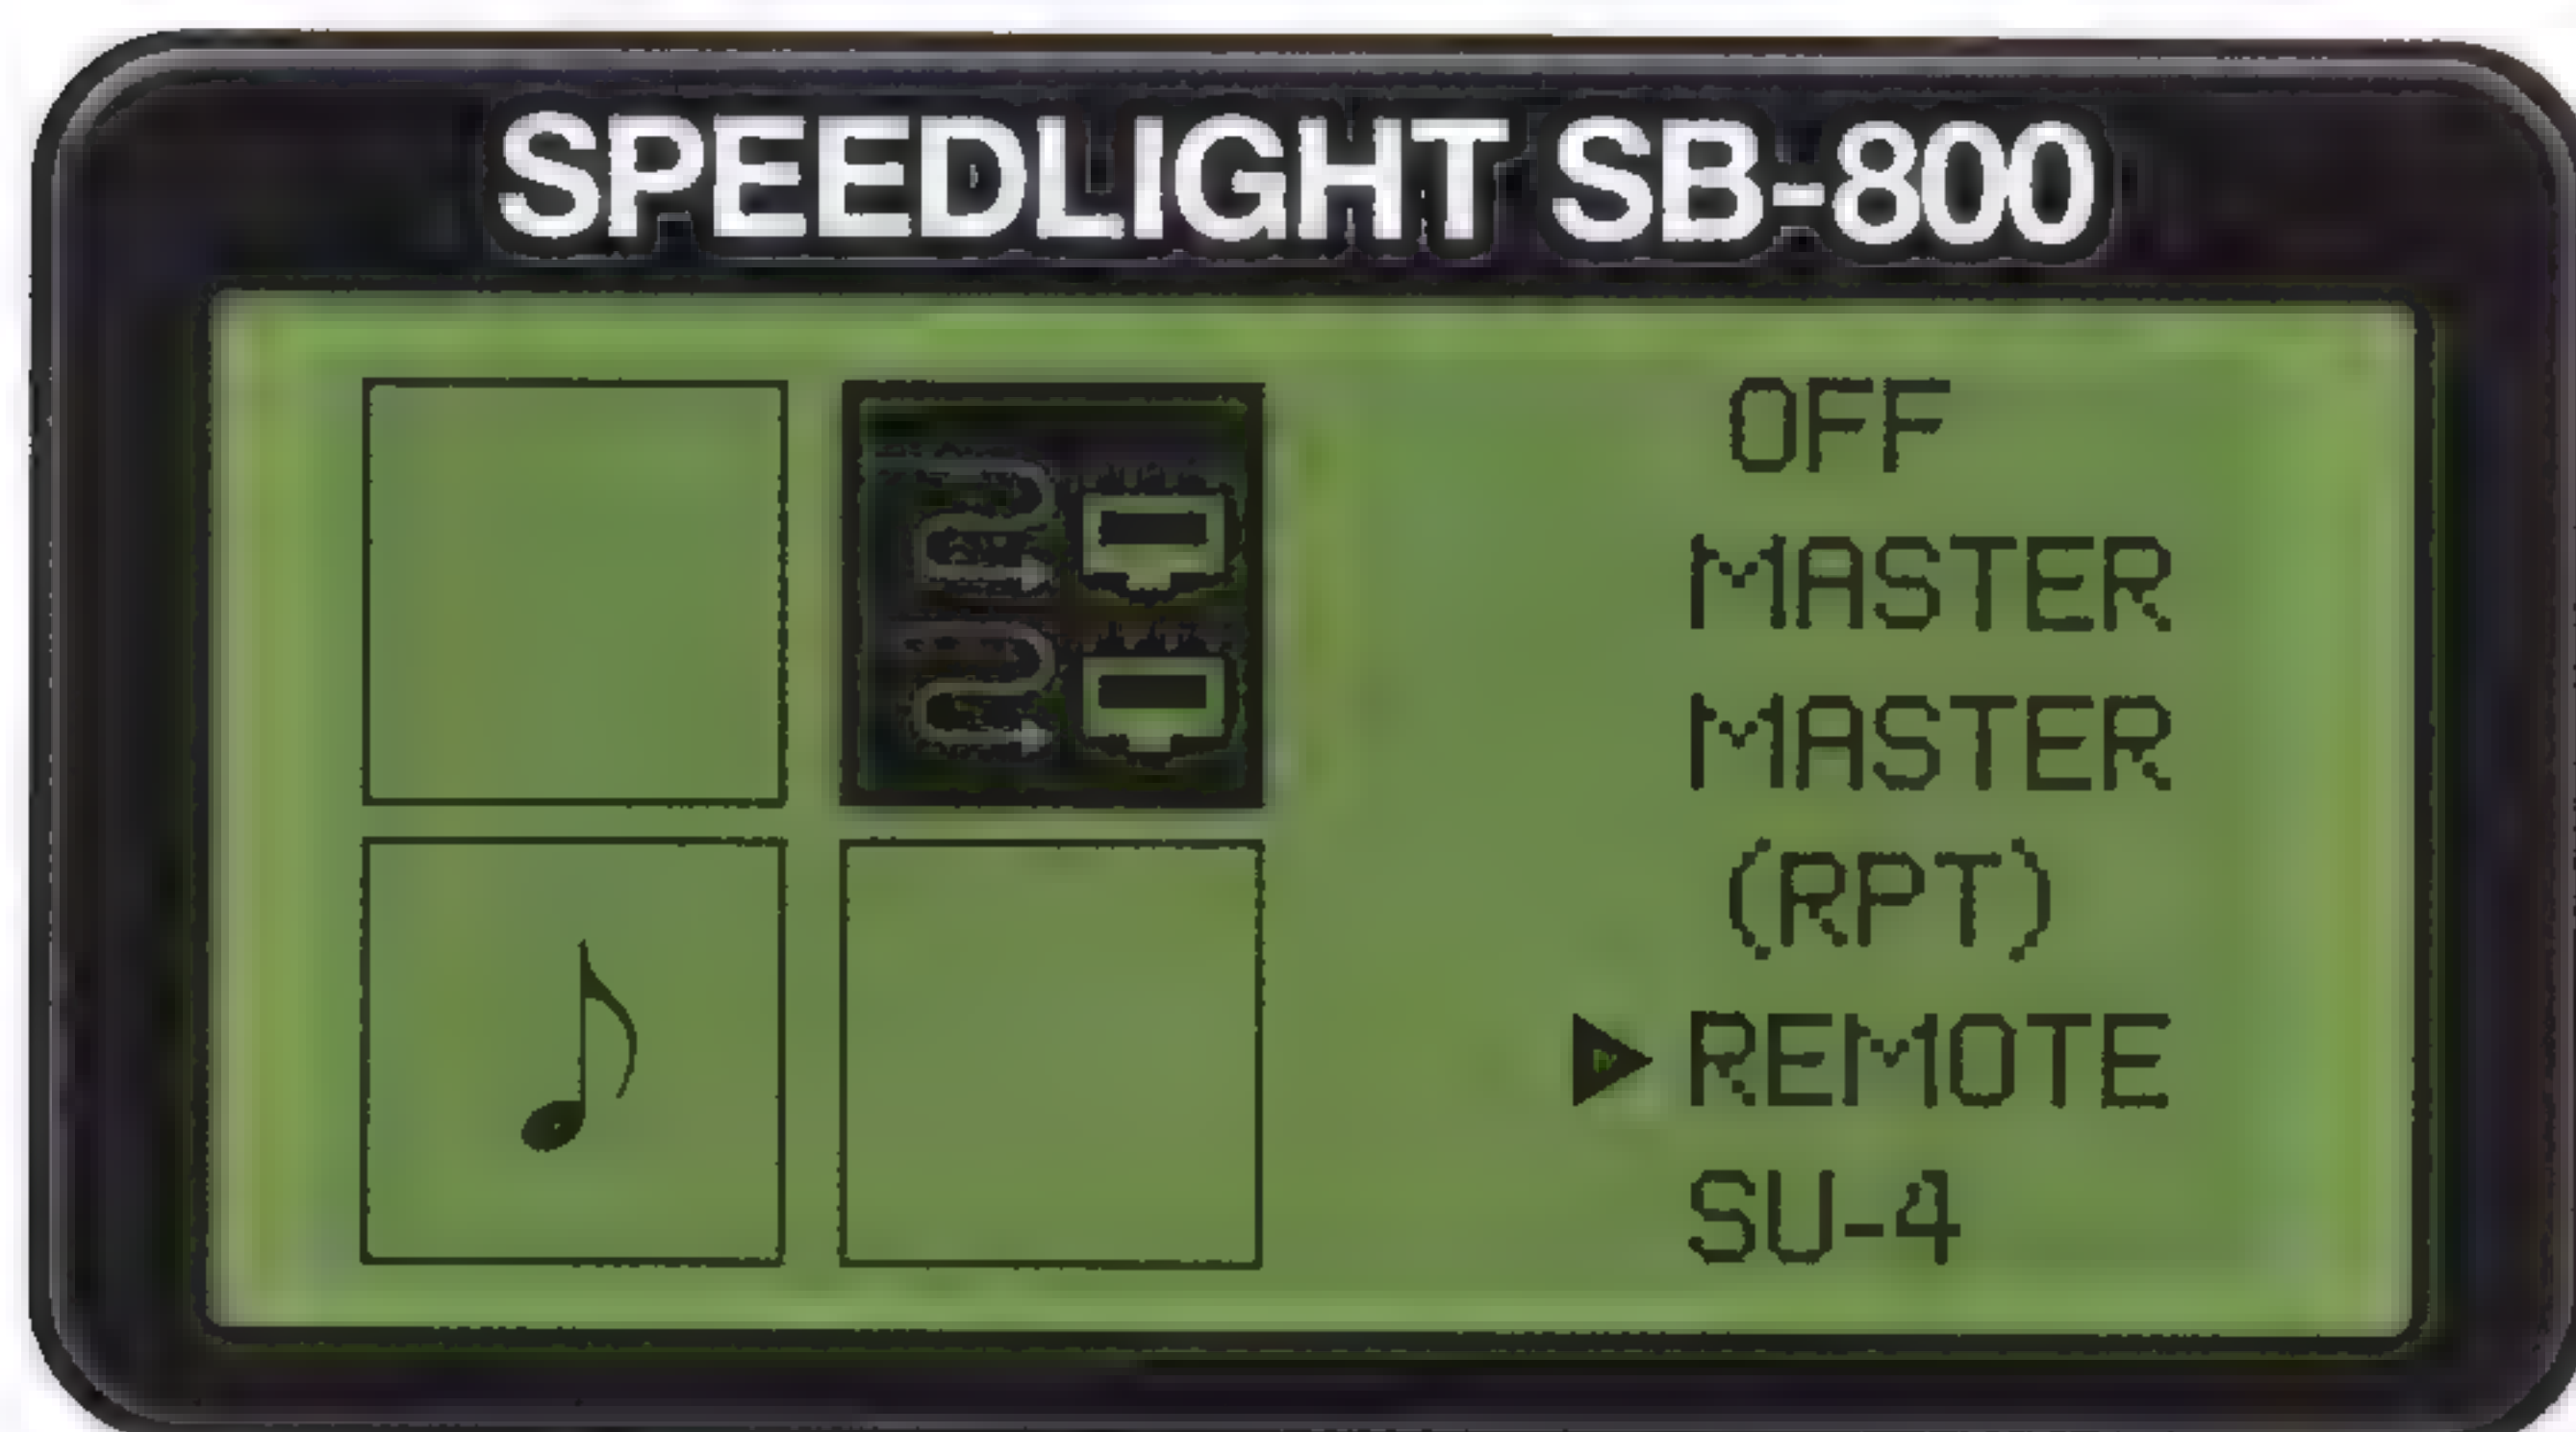 SPEEDLIGHT SB-800
OFF
MASTER
MASTER
(RPT)
REMOTE
SU-4